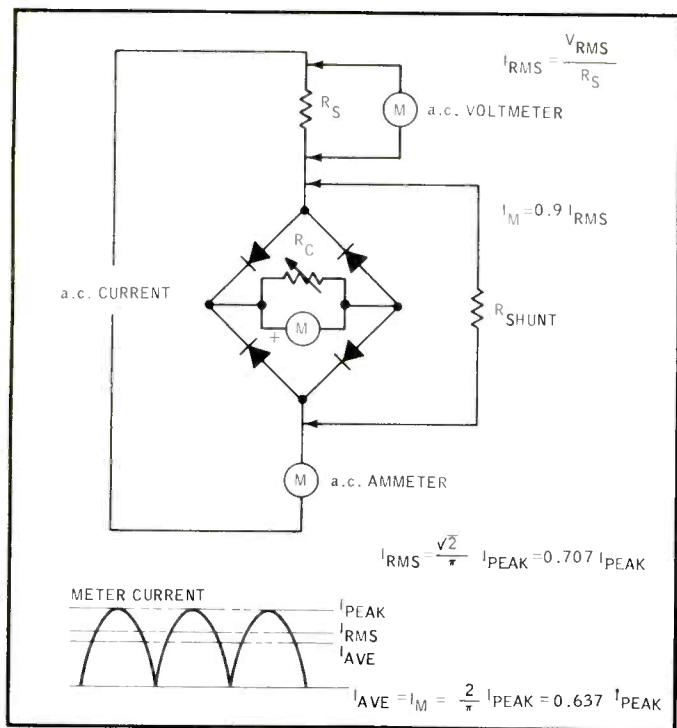 I_RMS = V_RMS / R_S
R_S
M
a.c. VOLTMETER
I_M = 0.9 I_RMS
R_C
a.c. CURRENT
+ M
R_SHUNT
M a.c. AMMETER
I_RMS = √2/π I_PEAK = 0.707 I_PEAK
METER CURRENT
I_PEAK
I_RMS
I_AVE
I_AVE = I_M = 2/π I_PEAK = 0.637 I_PEAK